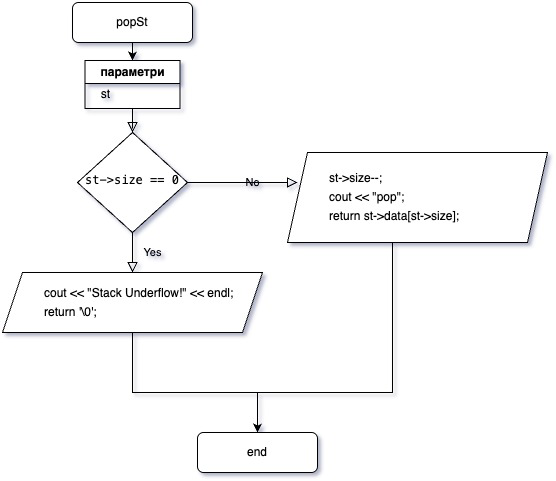 popSt
параметри
st
st->size == 0
No
st->size--;
cout << "pop";
return st->data[st->size];
Yes
cout << "Stack Underflow!" << endl;
return '\0';
end